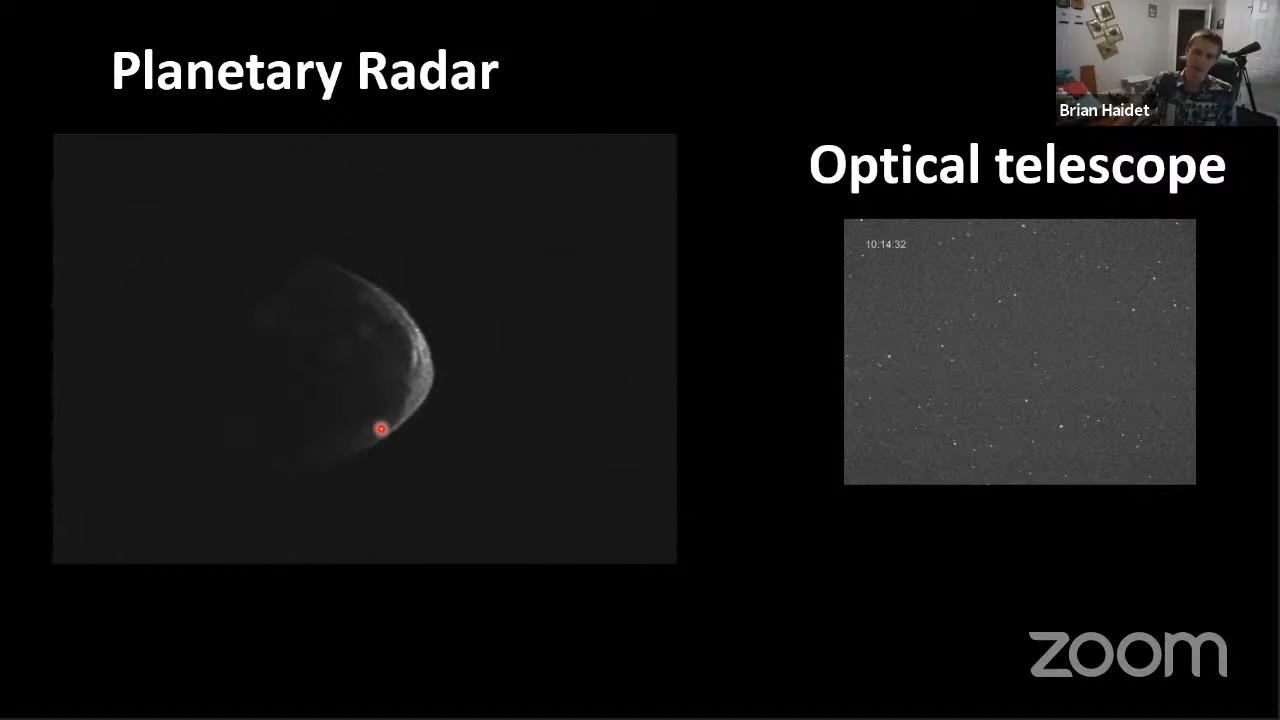 Planetary Radar
Brian Haidet
Optical telescope
10.14.32
zoom